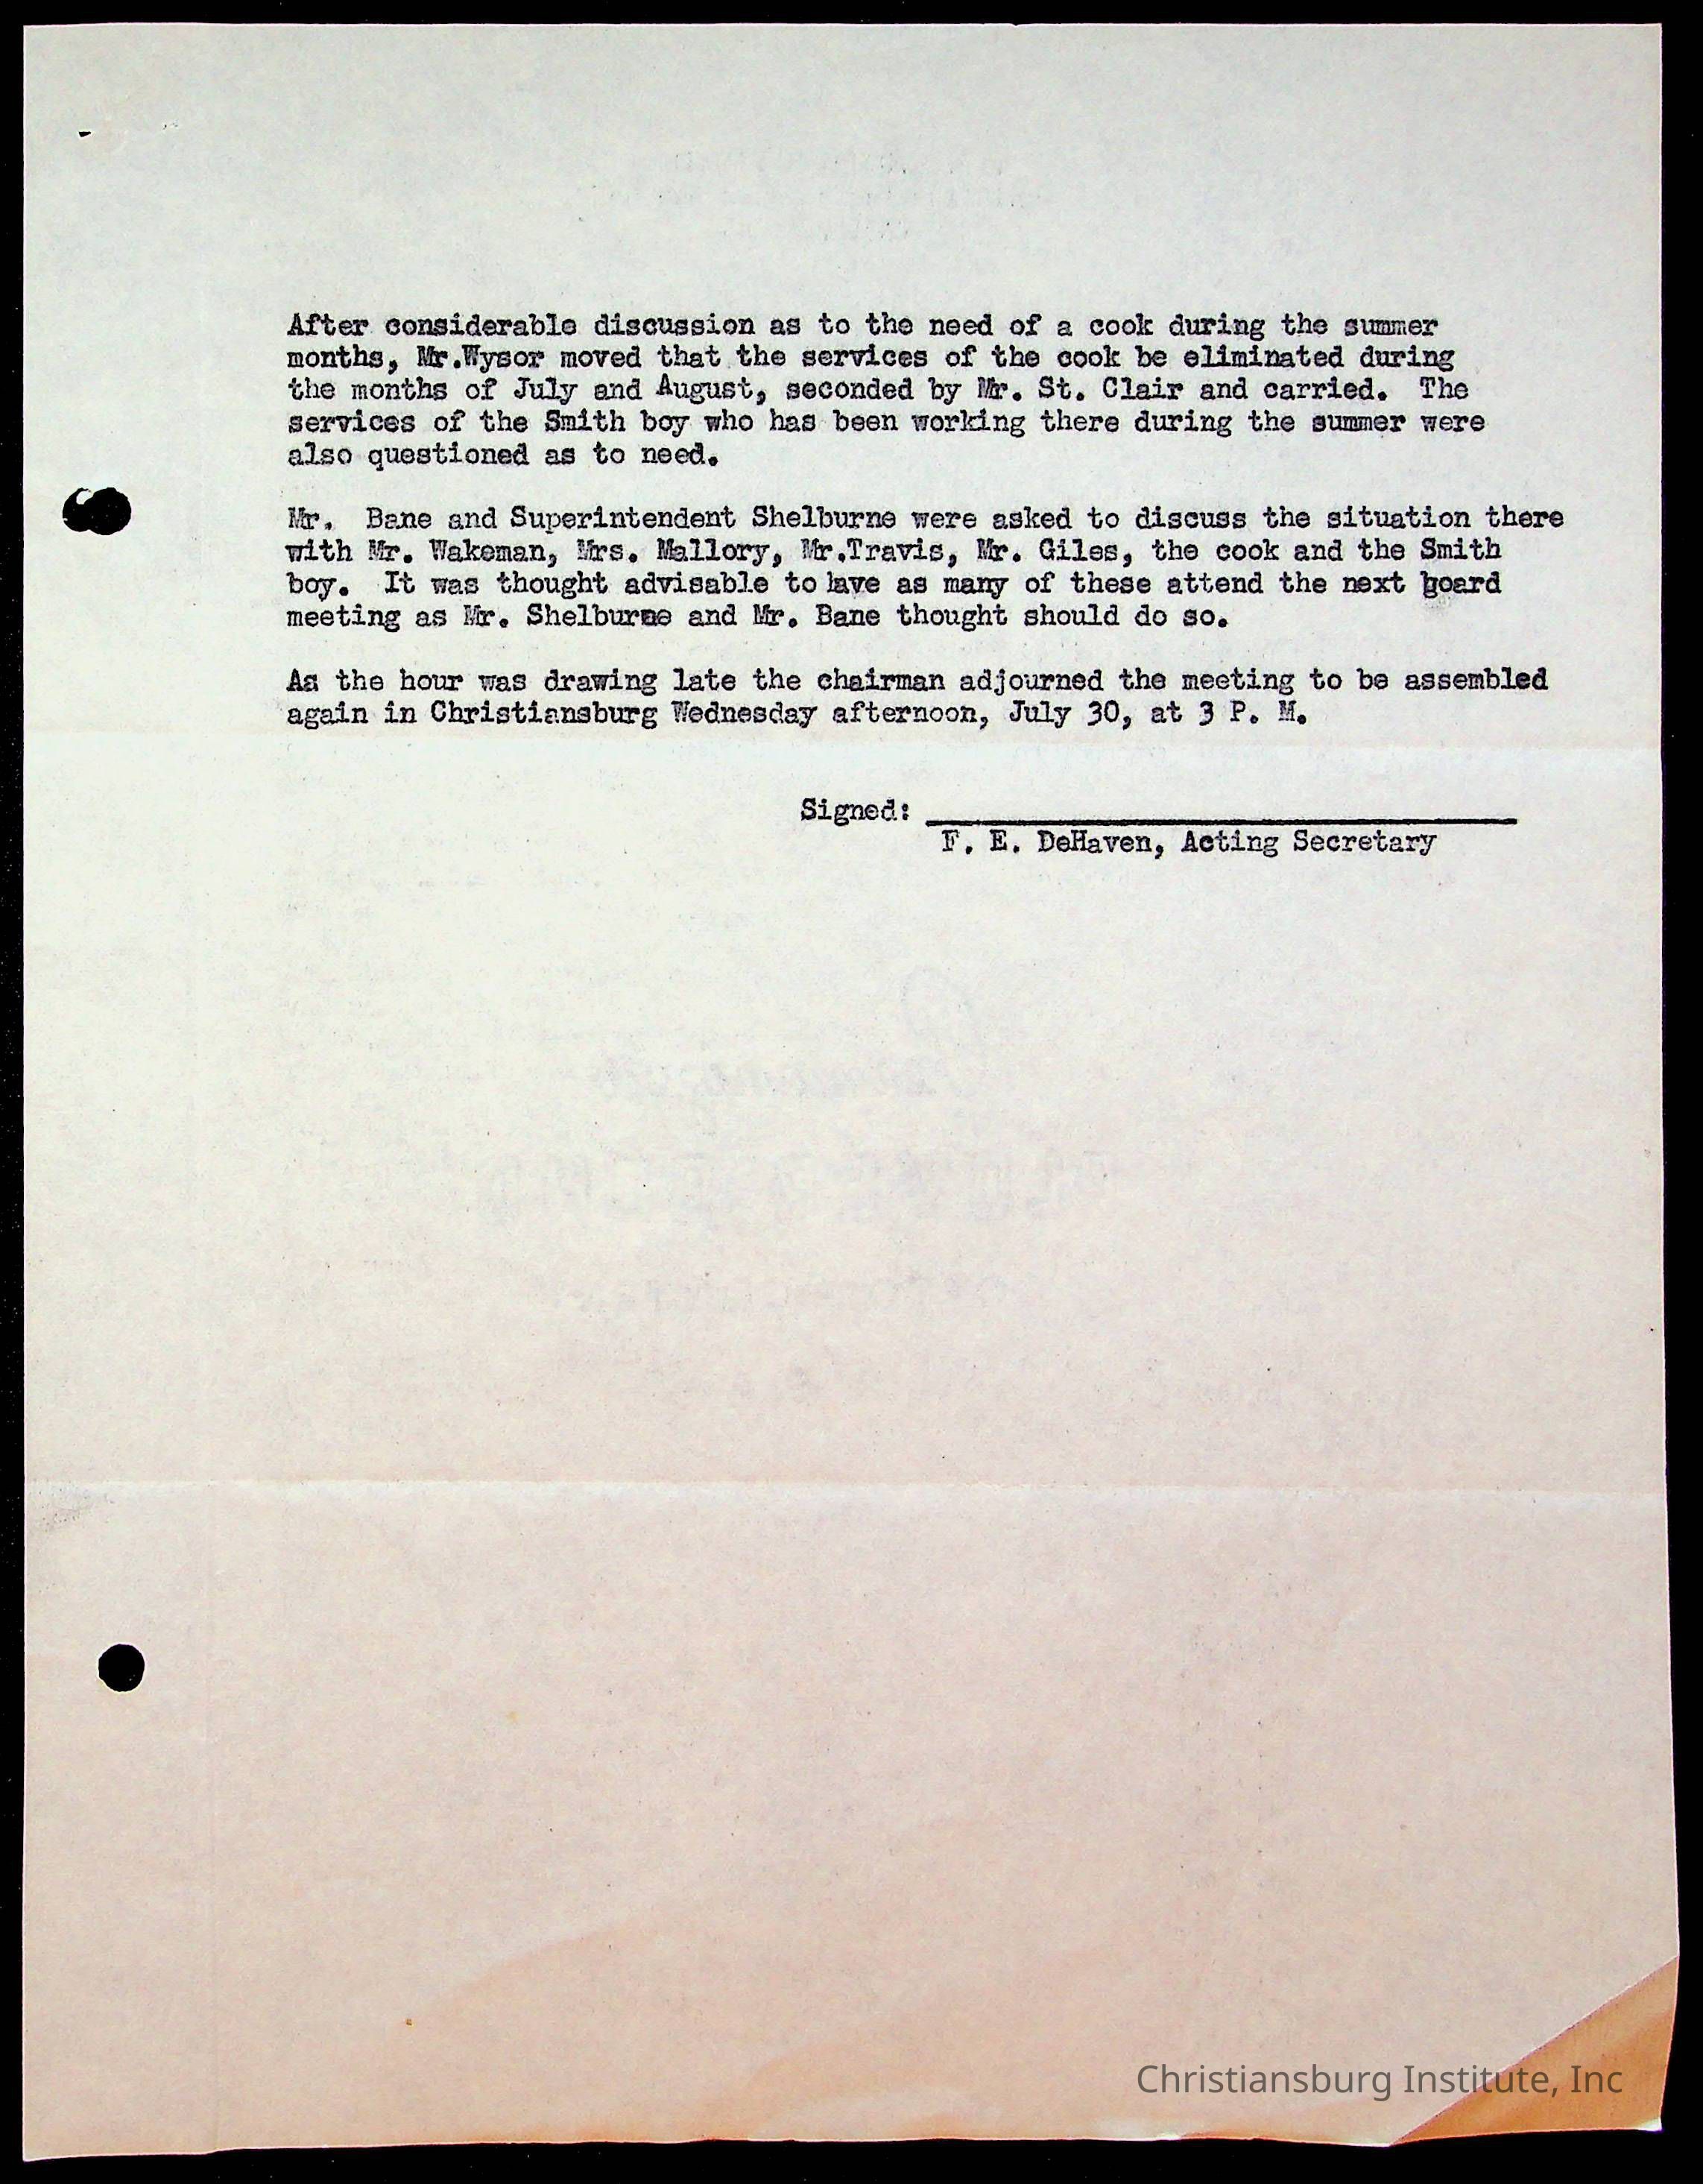 After considerable discussion as to the need of a cook during the summer
months, Mr.Wysor moved that the services of the cook be eliminated during
the months of July and August, seconded by Mr. St. Clair and carried. The
services of the Smith boy who has been working there during the summer were
also questioned as to need.
Mr. Bane and Superintendent Shelburne were asked to discuss the situation there
with Mr. Wakeman, Mrs. Mallory, Mr.Travis, Mr. Giles, the cook and the Smith
boy. It was thought advisable to have as many of these attend the next board
meeting as Mr. Shelburne and Mr. Bane thought should do so.
As the hour was drawing late the chairman adjourned the meeting to be assembled
again in Christiansburg Wednesday afternoon, July 30, at 3 P. M.
Signed:
F. E. DeHaven, Acting Secretary
Christiansburg Institute, Inc